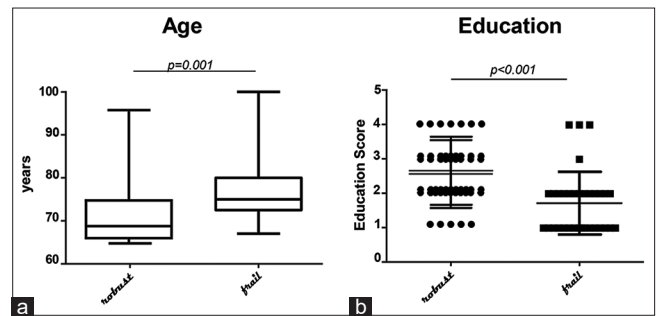 Age
p=0.001
years
100
90
80
70
60
robust
frail
a
Education
p<0.001
Education Score
5
4
3
2
1
0
robust
frail
b